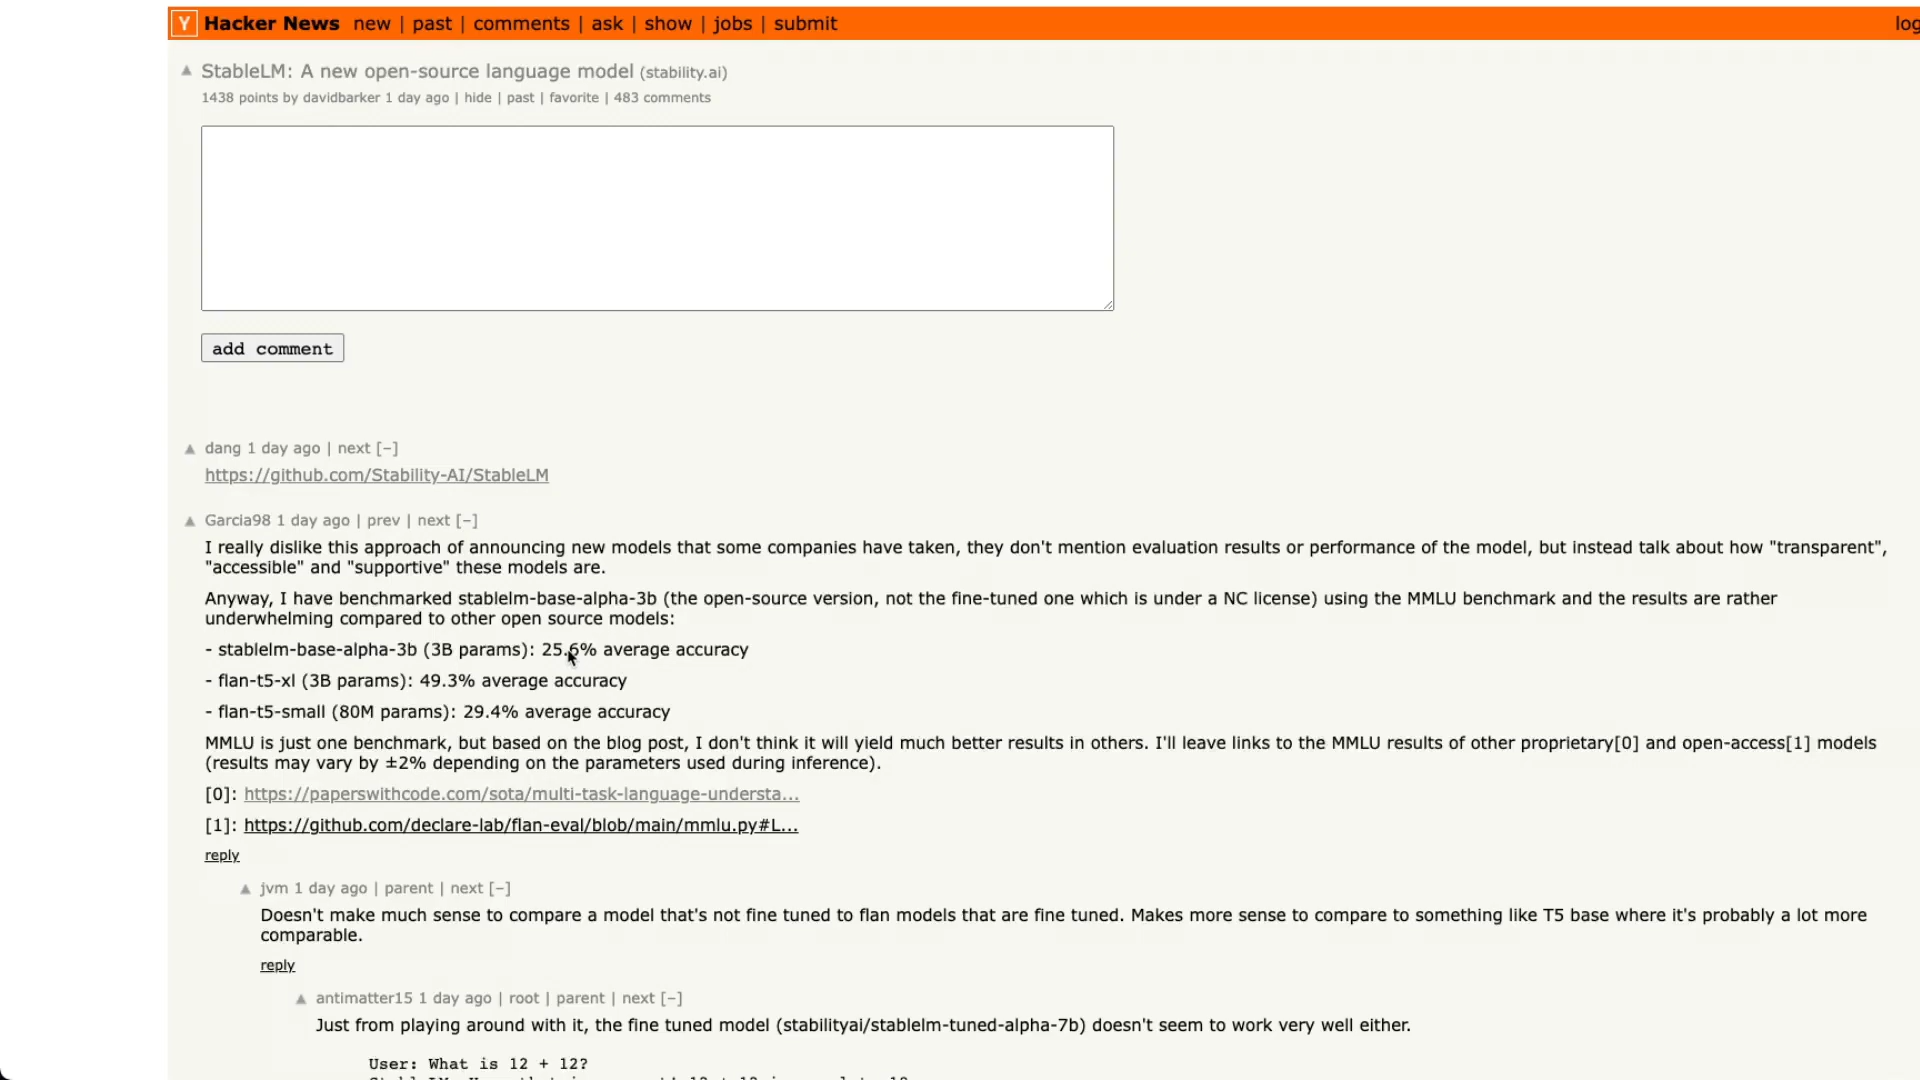 Y Hacker News new | past | comments | ask | show | jobs | submit log
▲ StableLM: A new open-source language model (stability.ai)
1438 points by davidbarker 1 day ago | hide | past | favorite | 483 comments
add comment
▲ dang 1 day ago | next [–]
https://github.com/Stability-AI/StableLM
▲ Garcia98 1 day ago | prev | next [–]
I really dislike this approach of announcing new models that some companies have taken, they don't mention evaluation results or performance of the model, but instead talk about how "transparent",
"accessible" and "supportive" these models are.
Anyway, I have benchmarked stablelm-base-alpha-3b (the open-source version, not the fine-tuned one which is under a NC license) using the MMLU benchmark and the results are rather
underwhelming compared to other open source models:
- stablelm-base-alpha-3b (3B params): 25.6% average accuracy
- flan-t5-xl (3B params): 49.3% average accuracy
- flan-t5-small (80M params): 29.4% average accuracy
MMLU is just one benchmark, but based on the blog post, I don't think it will yield much better results in others. I'll leave links to the MMLU results of other proprietary[0] and open-access[1] models
(results may vary by ±2% depending on the parameters used during inference).
[0]: https://paperswithcode.com/sota/multi-task-language-understa...
[1]: https://github.com/declare-lab/flan-eval/blob/main/mmlu.py#L...
reply
▲ jvm 1 day ago | parent | next [–]
Doesn't make much sense to compare a model that's not fine tuned to flan models that are fine tuned. Makes more sense to compare to something like T5 base where it's probably a lot more
comparable.
reply
▲ antimatter15 1 day ago | root | parent | next [–]
Just from playing around with it, the fine tuned model (stabilityai/stablelm-tuned-alpha-7b) doesn't seem to work very well either.
User: What is 12 + 12?